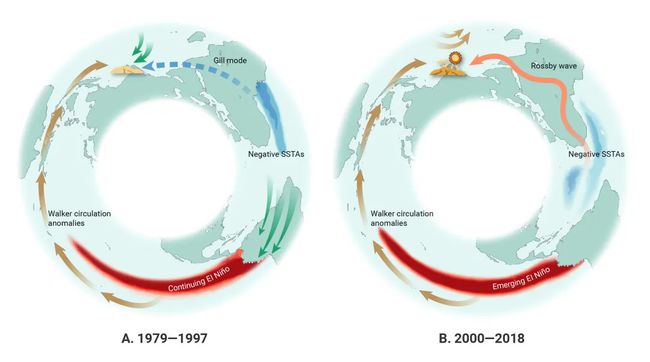 Gill mode
Negative SSTAs
Walker circulation
anomalies
Continuing El Niño
A. 1979—1997
Rossby wave
Negative SSTAs
Walker circulation
anomalies
Emerging El Niño
B. 2000—2018